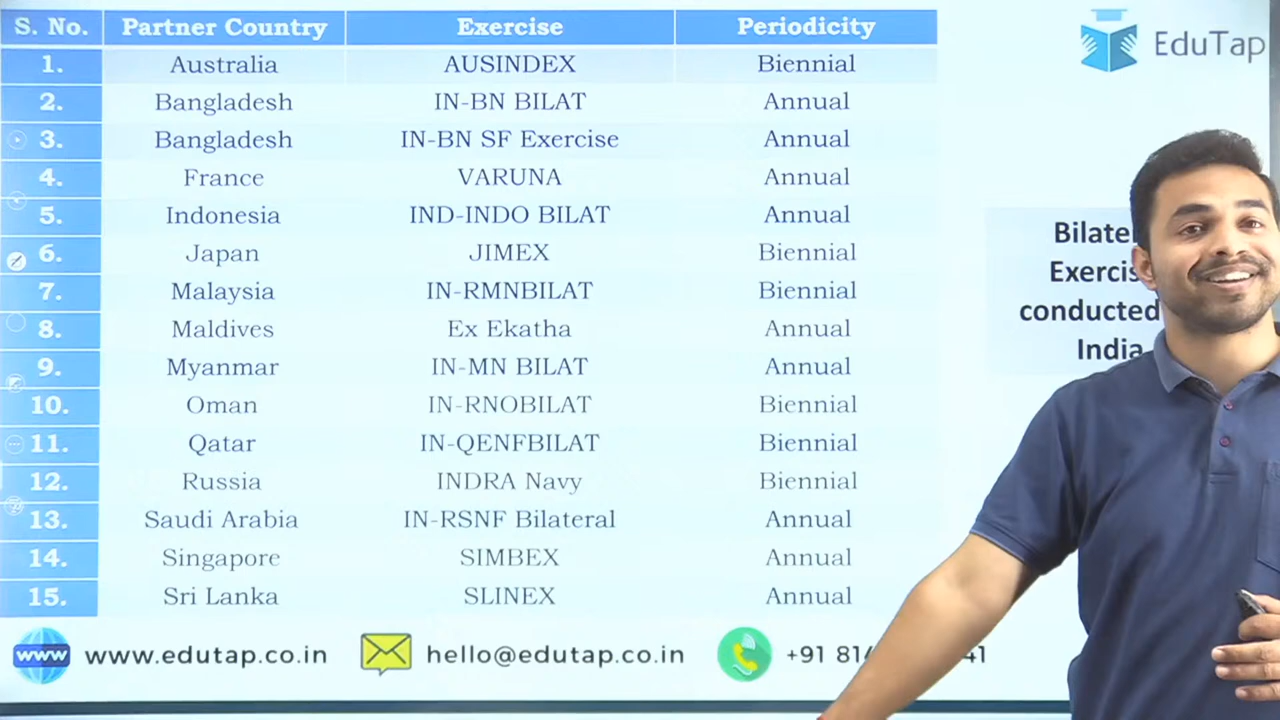 S. No. Partner Country Exercise Periodicity
1. Australia AUSINDEX Biennial
2. Bangladesh IN-BN BILAT Annual
3. Bangladesh IN-BN SF Exercise Annual
4. France VARUNA Annual
5. Indonesia IND-INDO BILAT Annual
6. Japan JIMEX Biennial
7. Malaysia IN-RMNBILAT Biennial
8. Maldives Ex Ekatha Annual
9. Myanmar IN-MN BILAT Annual
10. Oman IN-RNOBILAT Biennial
11. Qatar IN-QENFBILAT Biennial
12. Russia INDRA Navy Biennial
13. Saudi Arabia IN-RSNF Bilateral Annual
14. Singapore SIMBEX Annual
15. Sri Lanka SLINEX Annual
EduTap
conducted
India
www www.edutap.co.in hello@edutap.co.in +91